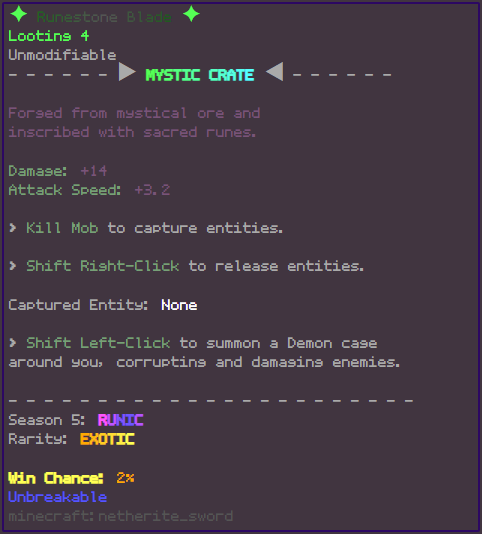 ✦ Runestone Blade ✦
Looting 4
Unmodifiable
- - - - - - ▶ MYSTIC CRATE ◀ - - - - - -
Forged from mystical ore and
inscribed with sacred runes.
Damage: +14
Attack Speed: +3.2
> Kill Mob to capture entities.
> Shift Right-Click to release entities.
Captured Entity: None
> Shift Left-Click to summon a Demon cage
around you, corrupting and damaging enemies.
- - - - - - - - - - - - - - - - - - - - - - -
Season 5: RUNIC
Rarity: EXOTIC
Win Chance: 2%
Unbreakable
minecraft:netherite_sword